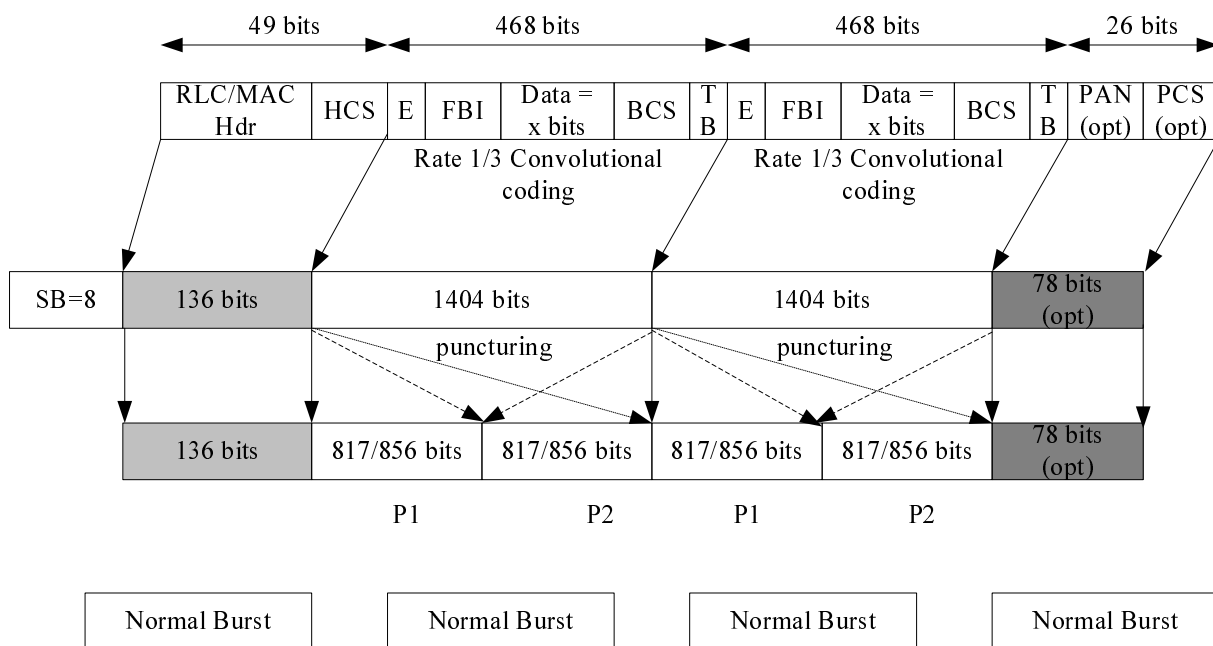 49 bits
468 bits
468 bits
26 bits
RLC/MAC
Hdr
HCS
E
FBI
Data =
x bits
BCS
T
B
E
FBI
Data =
x bits
BCS
T
B
PAN
(opt)
PCS
(opt)
Rate 1/3 Convolutional
coding
Rate 1/3 Convolutional
coding
SB=8
136 bits
1404 bits
1404 bits
78 bits
(opt)
puncturing
puncturing
136 bits
817/856 bits
817/856 bits
817/856 bits
817/856 bits
78 bits
(opt)
P1
P2
P1
P2
Normal Burst
Normal Burst
Normal Burst
Normal Burst